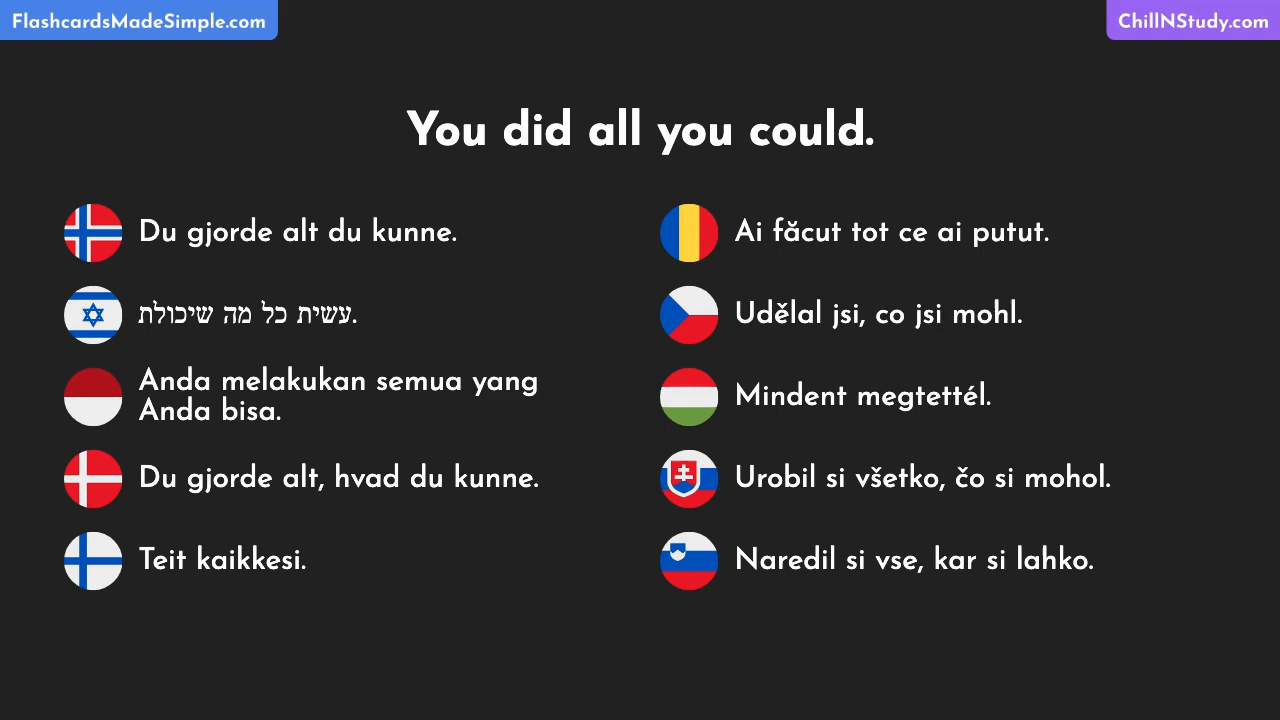 FlashcardsMadeSimple.com
ChillNStudy.com
You did all you could.
Du gjorde alt du kunne.
עשית כל מה שיכולת.
Anda melakukan semua yang
Anda bisa.
Du gjorde alt, hvad du kunne.
Teit kaikkesi.
Ai făcut tot ce ai putut.
Udělal jsi, co jsi mohl.
Mindent megtettél.
Urobil si všetko, čo si mohol.
Naredil si vse, kar si lahko.